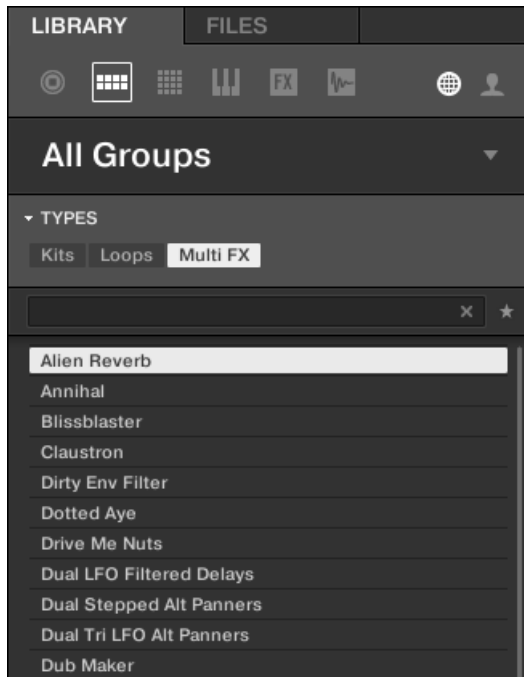 LIBRARY FILES
FX
All Groups
TYPES
Kits Loops Multi FX
Alien Reverb
Annihal
Blissblaster
Claustron
Dirty Env Filter
Dotted Aye
Drive Me Nuts
Dual LFO Filtered Delays
Dual Stepped Alt Panners
Dual Tri LFO Alt Panners
Dub Maker